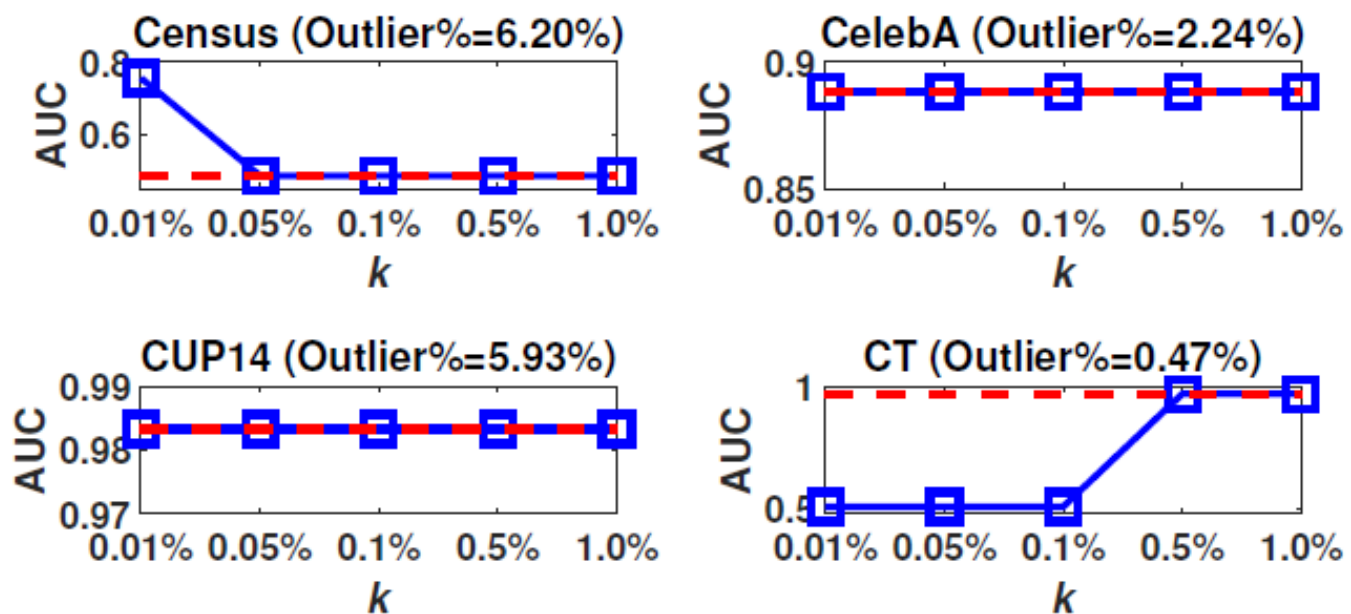 Census (Outlier%=6.20%)
0.8
0.6
AUC
0.01% 0.05% 0.1% 0.5% 1.0%
k
CelebA (Outlier%=2.24%)
0.9
0.85
AUC
0.01% 0.05% 0.1% 0.5% 1.0%
k
CUP14 (Outlier%=5.93%)
0.99
0.98
0.97
AUC
0.01% 0.05% 0.1% 0.5% 1.0%
k
CT (Outlier%=0.47%)
1
0.5
AUC
0.01% 0.05% 0.1% 0.5% 1.0%
k